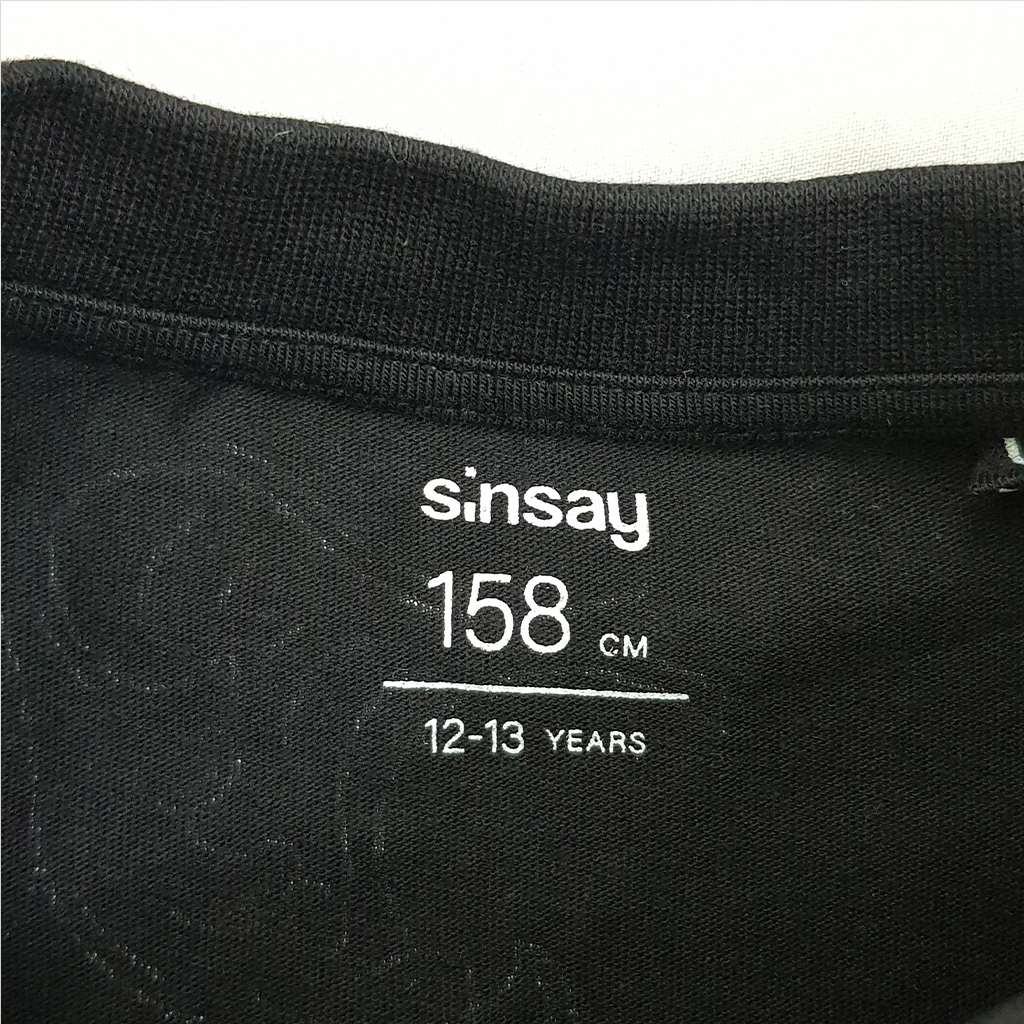 sinsay
158 CM
12-13 YEARS